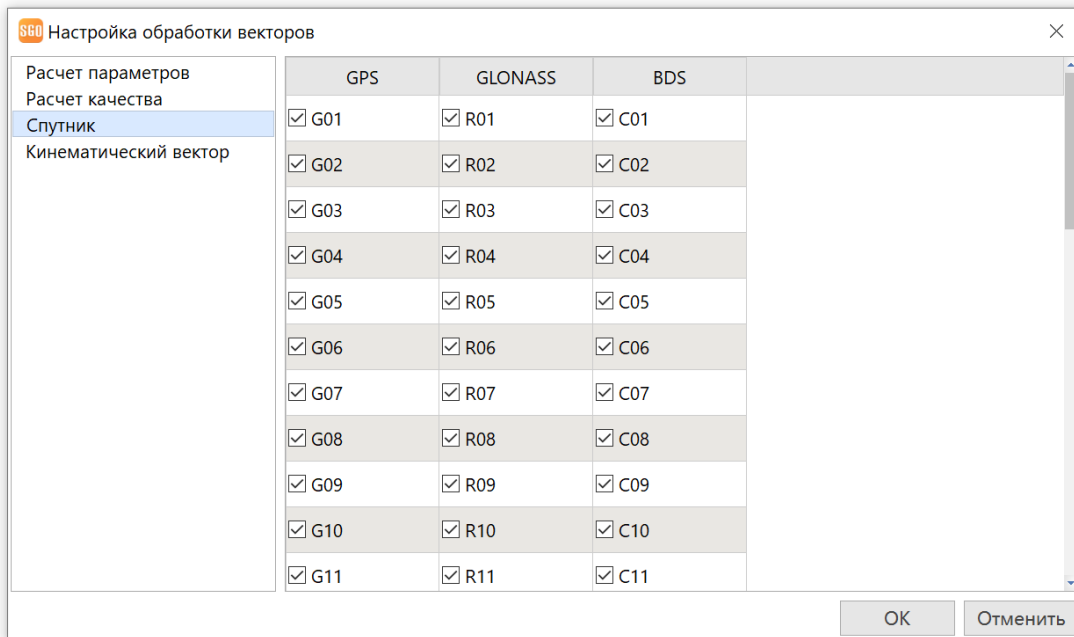 SGO Настройка обработки векторов
Расчет параметров
Расчет качества
Спутник
Кинематический вектор
GPS GLONASS BDS
G01 R01 C01
G02 R02 C02
G03 R03 C03
G04 R04 C04
G05 R05 C05
G06 R06 C06
G07 R07 C07
G08 R08 C08
G09 R09 C09
G10 R10 C10
G11 R11 C11
OK Отменить